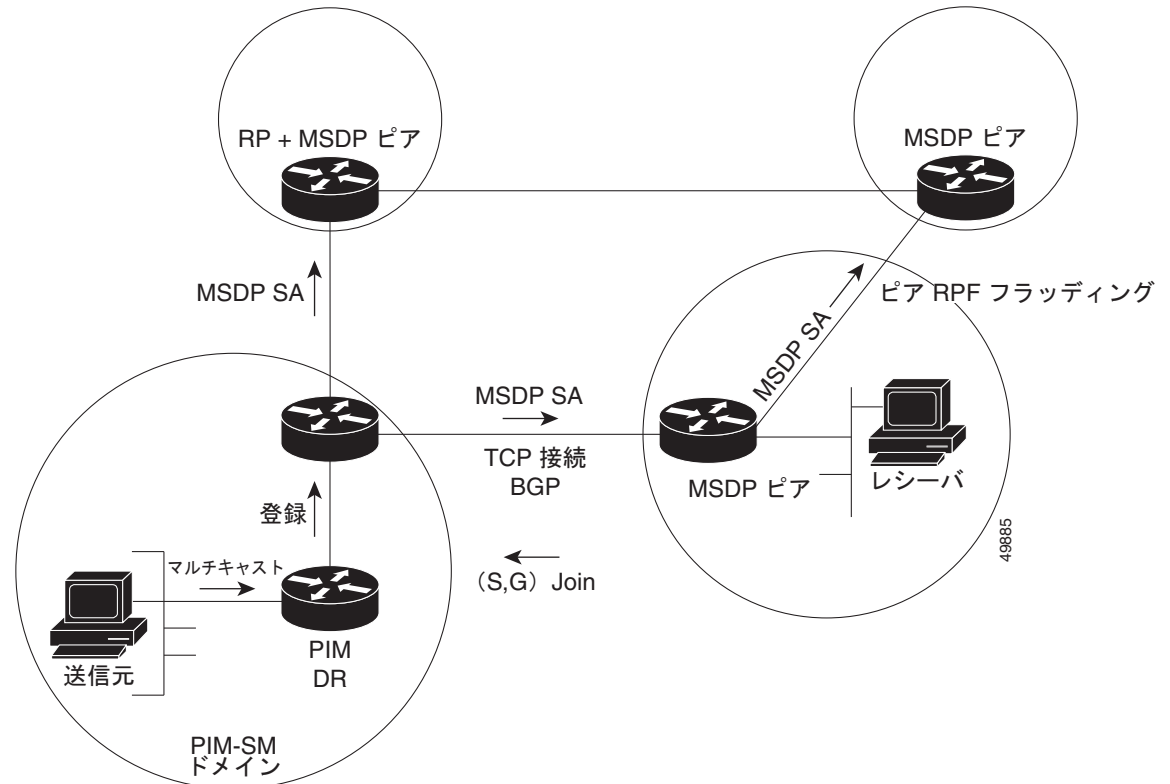 RP + MSDP ピア
MSDP ピア
MSDP SA
ピア RPF フラッディング
MSDP SA
MSDP SA
TCP 接続
BGP
MSDP ピア
レシーバ
登録
マルチキャスト
(S,G) Join
49885
送信元
PIM
DR
PIM-SM
ドメイン